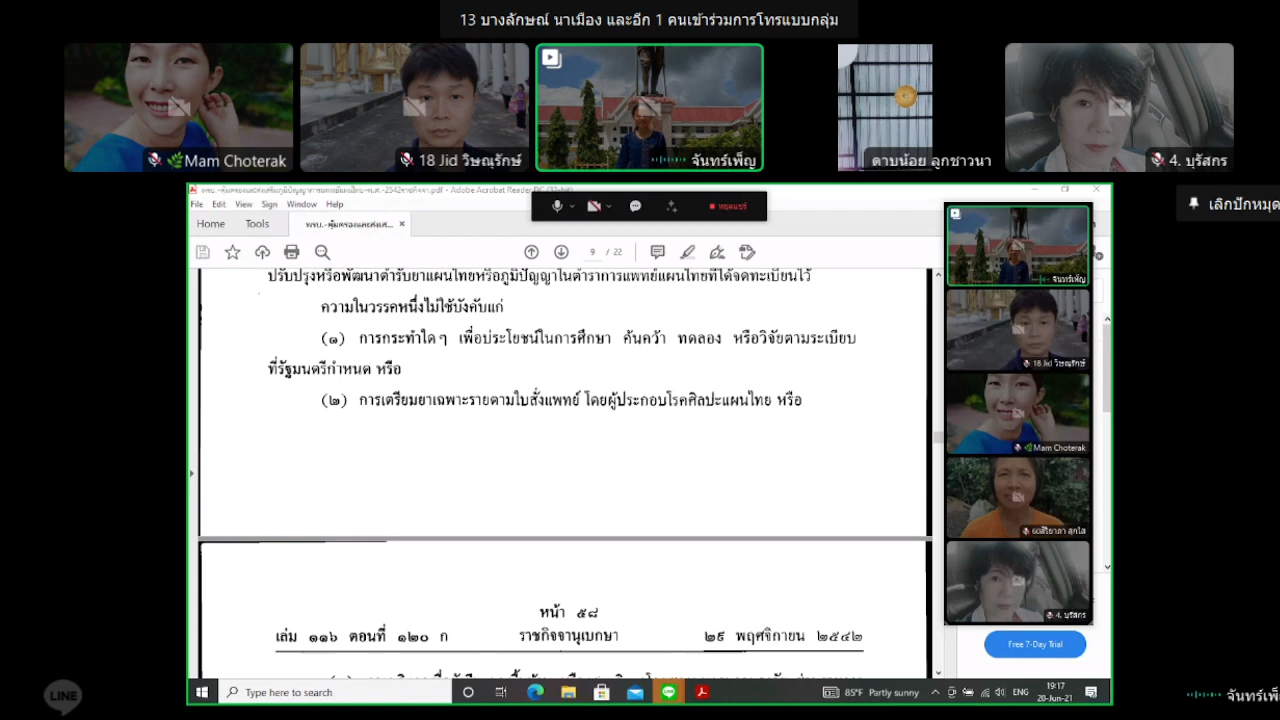 13 บางลักษณ์ นาเมือง และอีก 1 คนเข้าร่วมการโทรแบบกลุ่ม
Mam Choterak
18 Jid วิษณุรักษ์
จันทร์เพ็ญ
ดาบน้อย ลูกชาวนา
4. บุรัสกร
เลิกปักหมุด
Adobe Acrobat Reader DC (32-bit)
File Edit View Sign Window Help
หยุดแชร์
Home Tools
9 / 22
ปรับปรุงหรือพัฒนาตำรับยาแผนไทยหรือภูมิปัญญาในตำราการแพทย์แผนไทยที่ได้จดทะเบียนไว้
ความในวรรคหนึ่งไม่ใช้บังคับแก่
(๑) การกระทำใดๆ เพื่อประโยชน์ในการศึกษา ค้นคว้า ทดลอง หรือวิจัยตามระเบียบ
ที่รัฐมนตรีกำหนด หรือ
(๒) การเตรียมยาเฉพาะรายตามใบสั่งแพทย์ โดยผู้ประกอบโรคศิลปะแผนไทย หรือ
จันทร์เพ็ญ
18 Jid วิษณุรักษ์
Mam Choterak
4. บุรัสกร
หน้า ๕๘
เล่ม ๑๑๖ ตอนที่ ๑๒๐ ก ราชกิจจานุเบกษา ๒๙ พฤศจิกายน ๒๕๔๒
Free 7-Day Trial
LINE
Type here to search
85°F Partly sunny
ENG
19:17
20-Jun-21
จันทร์เพ็